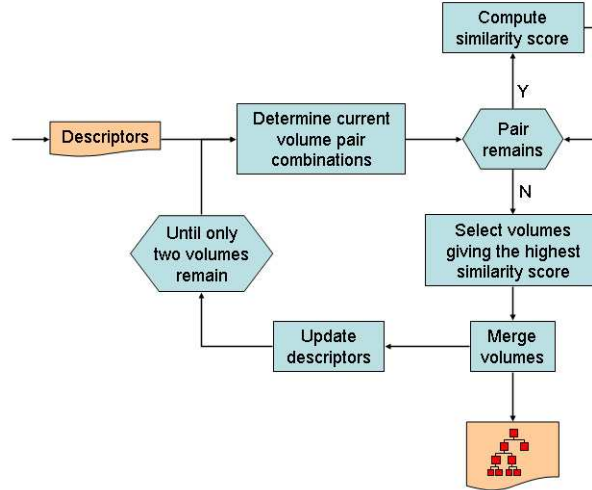 Compute
similarity score
Y
Descriptors
Determine current
volume pair
combinations
Pair
remains
N
Until only
two volumes
remain
Select volumes
giving the highest
similarity score
Update
descriptors
Merge
volumes